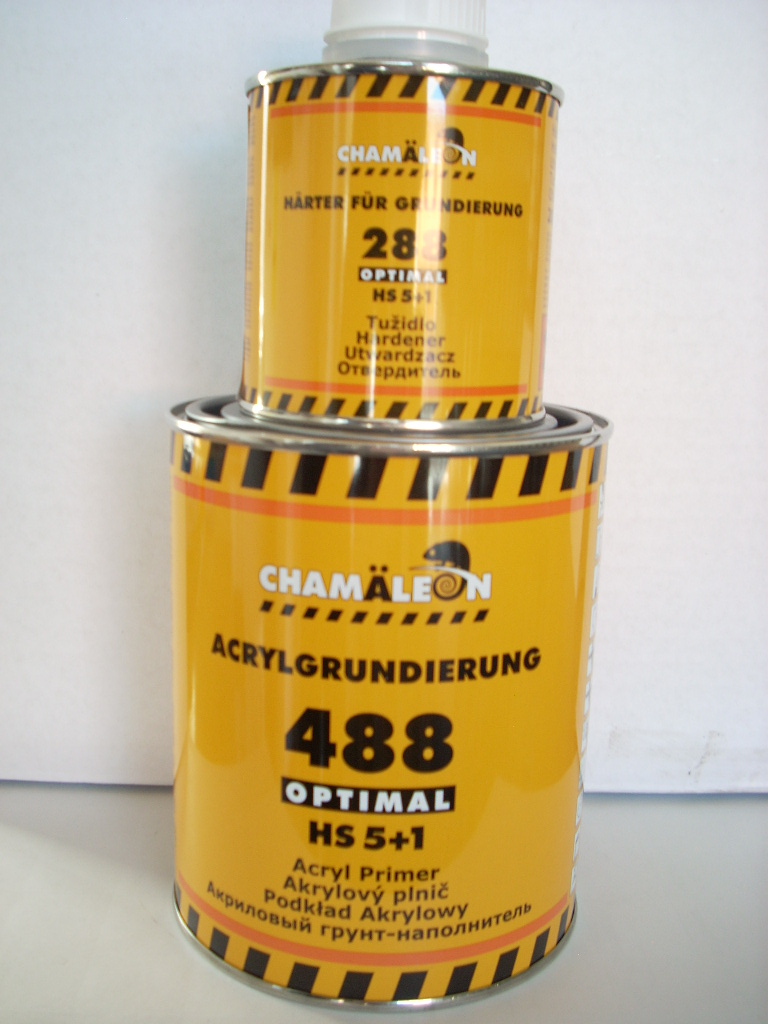 CHAMÄLEON
HÄRTER FÜR GRUNDIERUNG
288
OPTIMAL
HS 5+1
Tužidlo
Hardener
Utwardzacz
Отвердитель
CHAMÄLEON
ACRYLGRUNDIERUNG
488
OPTIMAL
HS 5+1
Acryl Primer
Akrylový plnič
Podkład Akrylowy
Акриловый грунт-наполнитель